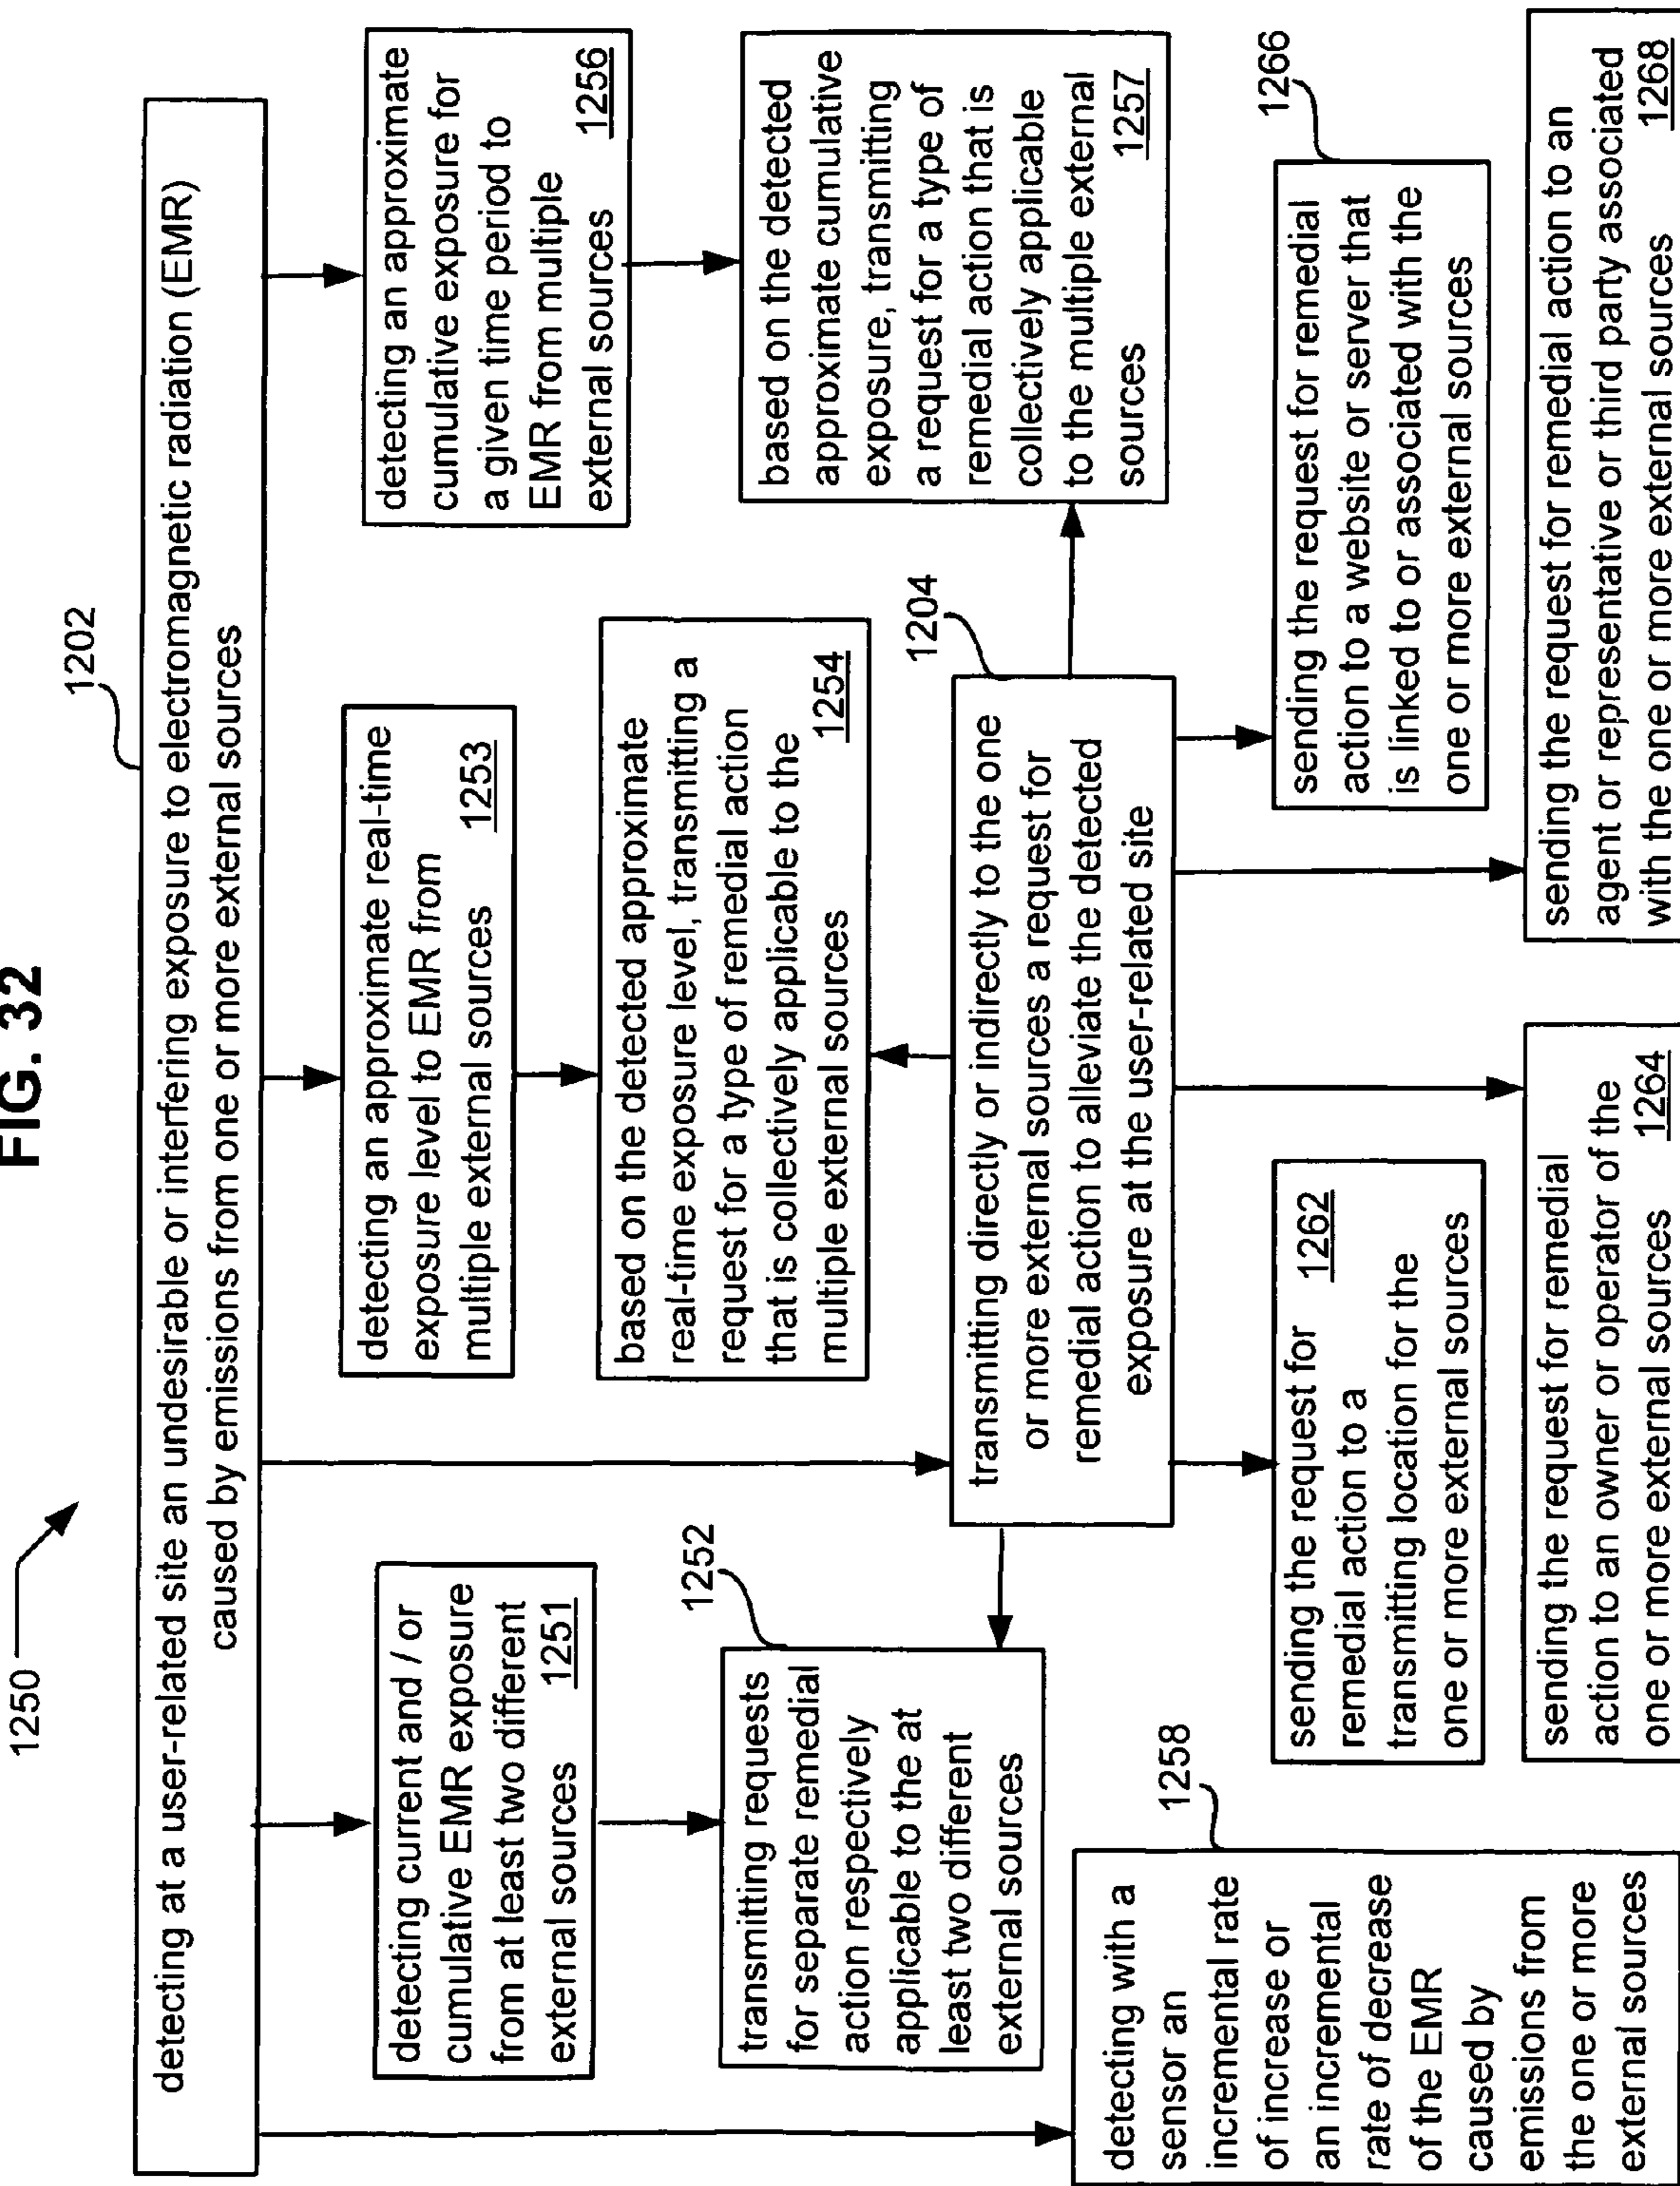 FIG. 32
1250
1202
detecting at a user-related site an undesirable or interfering exposure to electromagnetic radiation (EMR)
caused by emissions from one or more external sources
detecting current and / or
cumulative EMR exposure
from at least two different
external sources 1251
detecting an approximate real-time
exposure level to EMR from
multiple external sources 1253
detecting an approximate
cumulative exposure for
a given time period to
EMR from multiple
external sources 1256
1252
transmitting requests
for separate remedial
action respectively
applicable to the at
least two different
external sources
based on the detected approximate
real-time exposure level, transmitting a
request for a type of remedial action
that is collectively applicable to the
multiple external sources 1254
based on the detected
approximate cumulative
exposure, transmitting
a request for a type of
remedial action that is
collectively applicable
to the multiple external
sources 1257
1204
transmitting directly or indirectly to the one
or more external sources a request for
remedial action to alleviate the detected
exposure at the user-related site
1258
detecting with a
sensor an
incremental rate
of increase or
an incremental
rate of decrease
of the EMR
caused by
emissions from
the one or more
external sources
sending the request for 1262
remedial action to a
transmitting location for the
one or more external sources
1266
sending the request for remedial
action to a website or server that
is linked to or associated with the
one or more external sources
sending the request for remedial
action to an owner or operator of the
one or more external sources 1264
sending the request for remedial action to an
agent or representative or third party associated
with the one or more external sources 1268